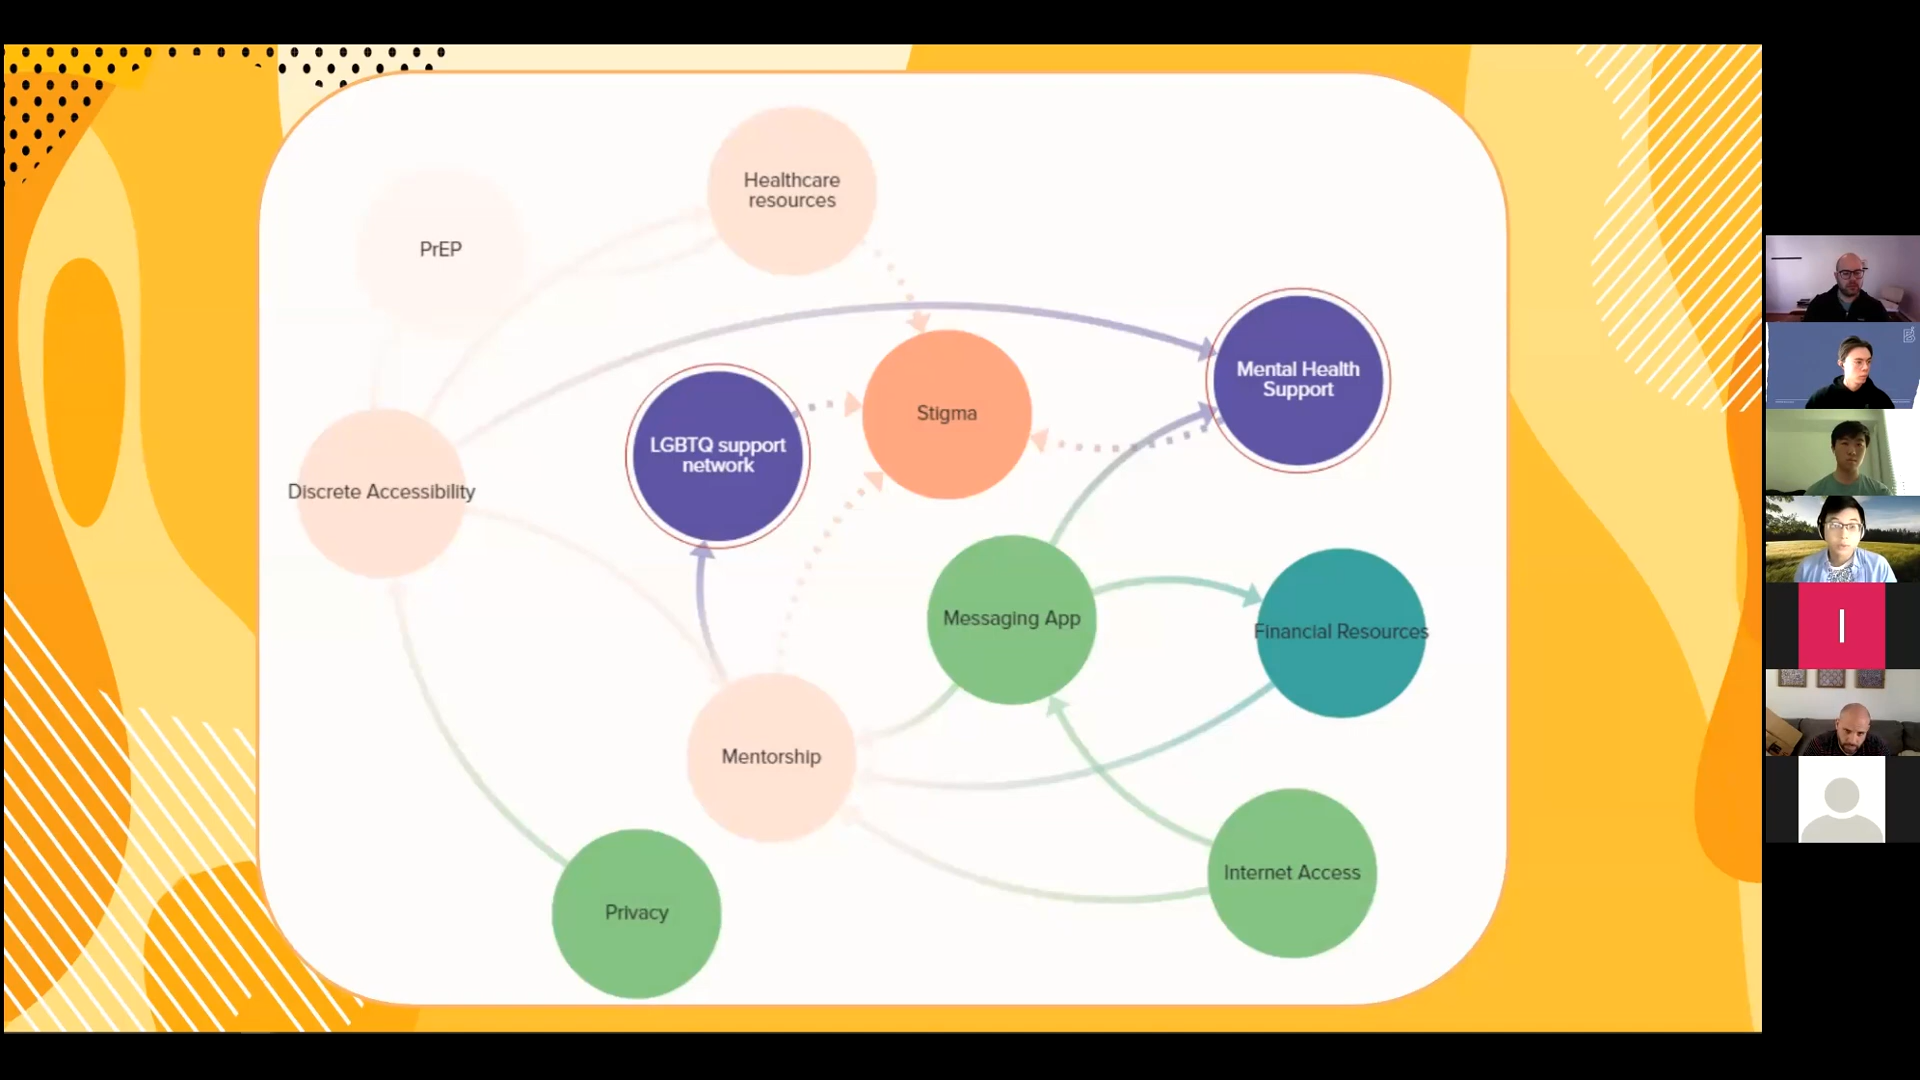 Healthcare
resources
PrEP
Mental Health
Support
Stigma
LGBTQ support
network
Discrete Accessibility
Messaging App
Financial Resources
Mentorship
Internet Access
Privacy
I